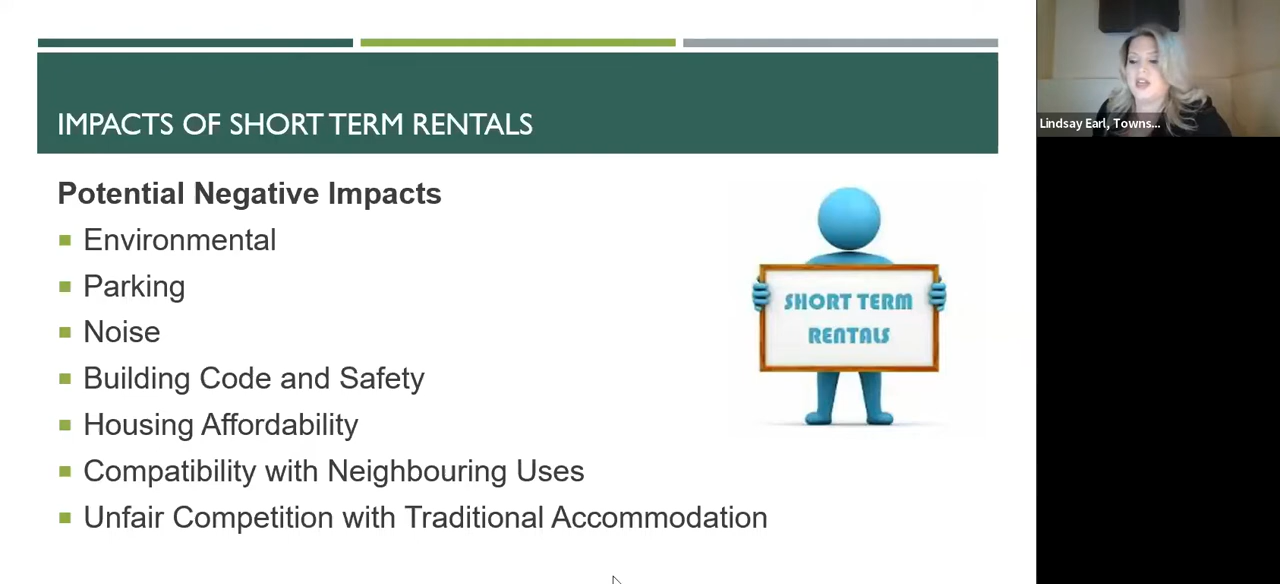 IMPACTS OF SHORT TERM RENTALS
Potential Negative Impacts
Environmental
Parking
Noise
Building Code and Safety
Housing Affordability
Compatibility with Neighbouring Uses
Unfair Competition with Traditional Accommodation
SHORT TERM
RENTALS
Lindsay Earl, Towns...